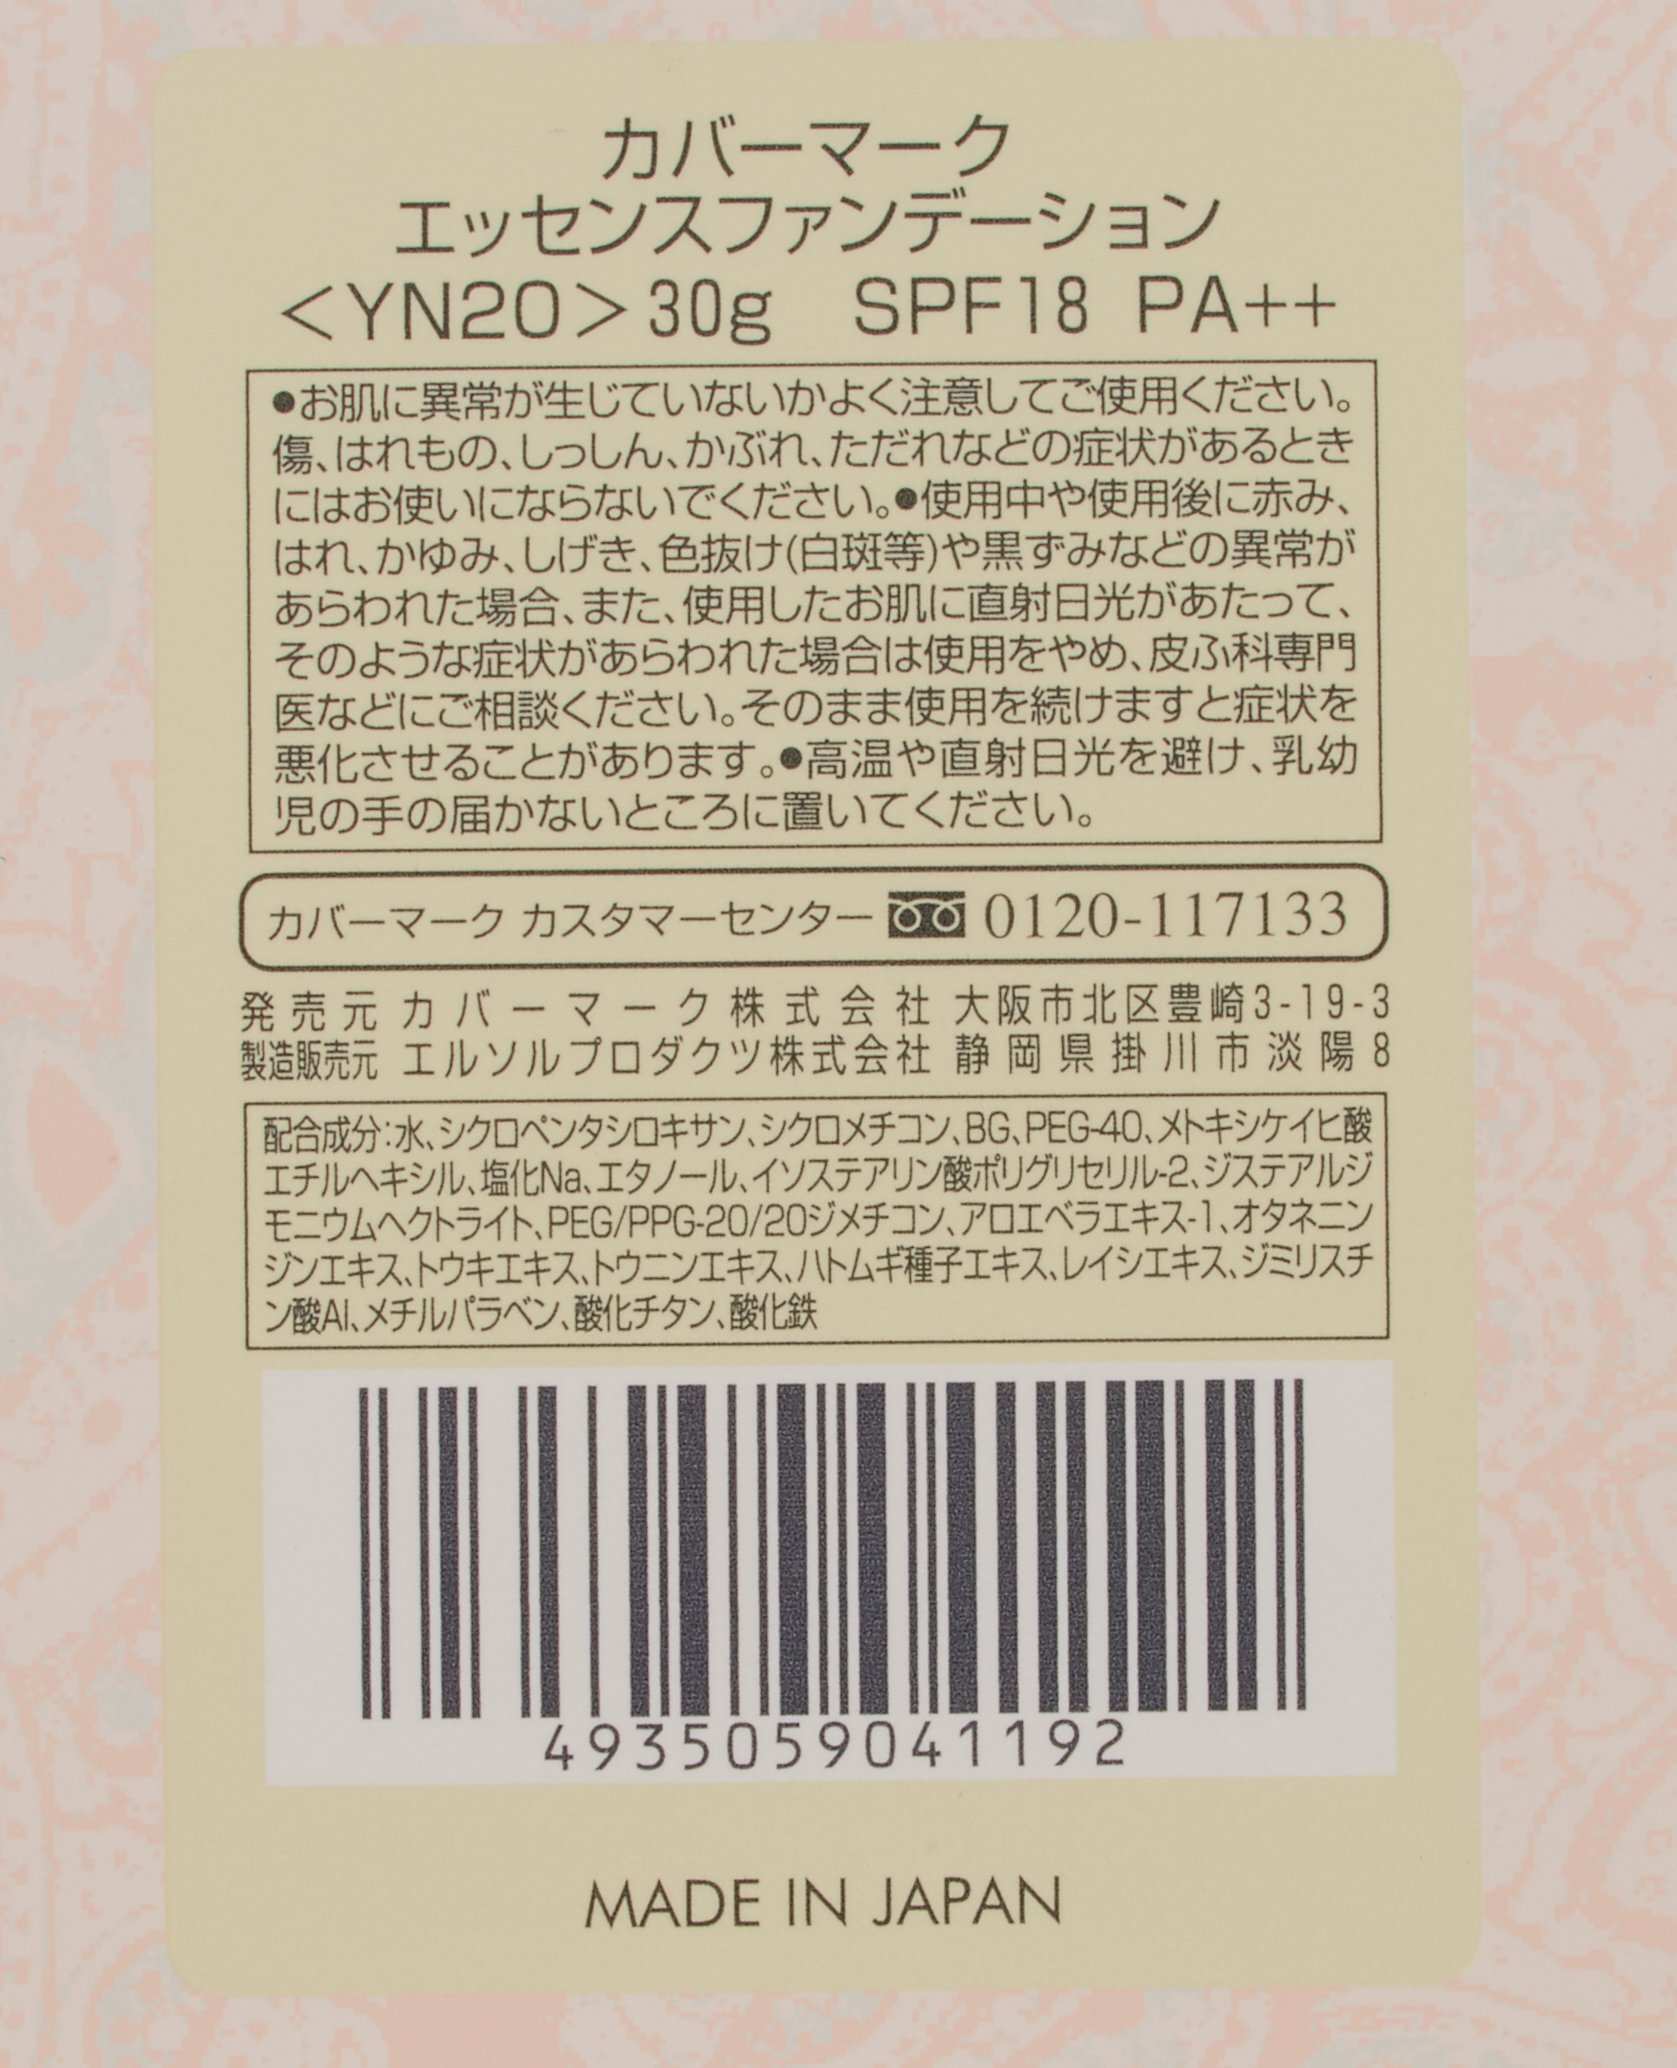 カバーマーク
エッセンスファンデーション
<YN20>30g SPF18 PA++
●お肌に異常が生じていないかよく注意してご使用ください。
傷、はれもの、しっしん、かぶれ、ただれなどの症状があるとき
にはお使いにならないでください。●使用中や使用後に赤み、
はれ、かゆみ、しげき、色抜け(白斑等)や黒ずみなどの異常が
あらわれた場合、また、使用したお肌に直射日光があたって、
そのような症状があらわれた場合は使用をやめ、皮ふ科専門
医などにご相談ください。そのまま使用を続けますと症状を
悪化させることがあります。●高温や直射日光を避け、乳幼
児の手の届かないところに置いてください。
カバーマーク カスタマーセンター 0120-117133
発売元 カバーマーク株式会社 大阪市北区豊崎3-19-3
製造販売元 エルソルプロダクツ株式会社 静岡県掛川市淡陽8
配合成分:水、シクロペンタシロキサン、シクロメチコン、BG、PEG-40、メトキシケイヒ酸
エチルヘキシル、塩化Na、エタノール、イソステアリン酸ポリグリセリル-2、ジステアルジ
モニウムヘクトライト、PEG/PPG-20/20ジメチコン、アロエベラエキス-1、オタネニン
ジンエキス、トウキエキス、トウニンエキス、ハトムギ種子エキス、レイシエキス、ジミリスチ
ン酸Al、メチルパラベン、酸化チタン、酸化鉄
4935059041192
MADE IN JAPAN